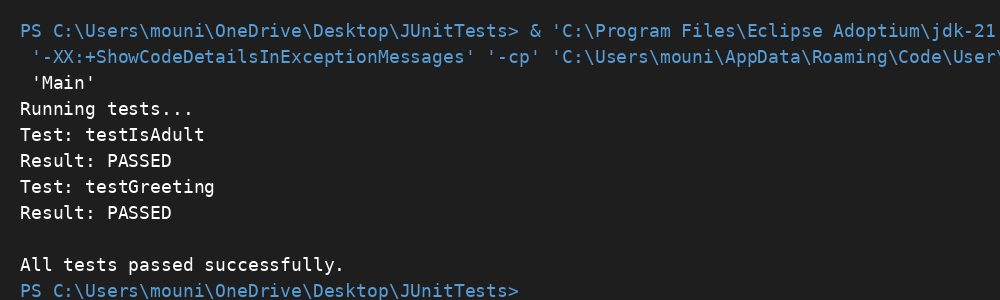 PS C:\Users\mouni\OneDrive\Desktop\JUnitTests> & 'C:\Program Files\Eclipse Adoptium\jdk-21
'-XX:+ShowCodeDetailsInExceptionMessages' '-cp' 'C:\Users\mouni\AppData\Roaming\Code\User\
'Main'
Running tests...
Test: testIsAdult
Result: PASSED
Test: testGreeting
Result: PASSED
All tests passed successfully.
PS C:\Users\mouni\OneDrive\Desktop\JUnitTests>